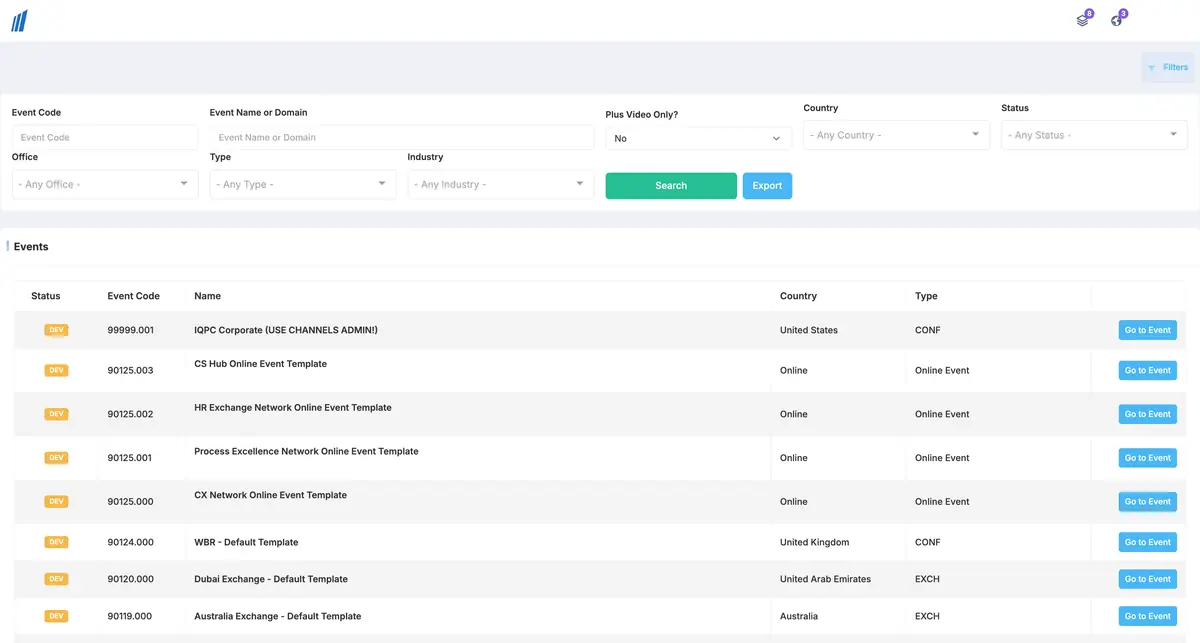 8 3
Filters
Event Code Event Name or Domain Plus Video Only? Country Status
Event Code Event Name or Domain No - Any Country - - Any Status -
Office Type Industry
- Any Office - - Any Type - - Any Industry - Search Export
Events
Status Event Code Name Country Type
DEV 99999.001 IQPC Corporate (USE CHANNELS ADMIN!) United States CONF Go to Event
DEV 90125.003 CS Hub Online Event Template Online Online Event Go to Event
DEV 90125.002 HR Exchange Network Online Event Template Online Online Event Go to Event
DEV 90125.001 Process Excellence Network Online Event Template Online Online Event Go to Event
DEV 90125.000 CX Network Online Event Template Online Online Event Go to Event
DEV 90124.000 WBR - Default Template United Kingdom CONF Go to Event
DEV 90120.000 Dubai Exchange - Default Template United Arab Emirates EXCH Go to Event
DEV 90119.000 Australia Exchange - Default Template Australia EXCH Go to Event